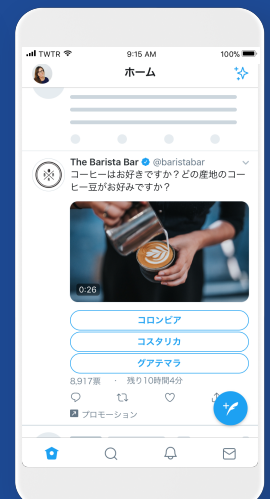 TWTR 9:15 AM 100%
ホーム
The Barista Bar @baristabar
コーヒーはお好きですか？どの産地のコー
ヒー豆がお好みですか？
0:26
コロンビア
コスタリカ
グアテマラ
8,917票 · 残り10時間4分
プロモーション